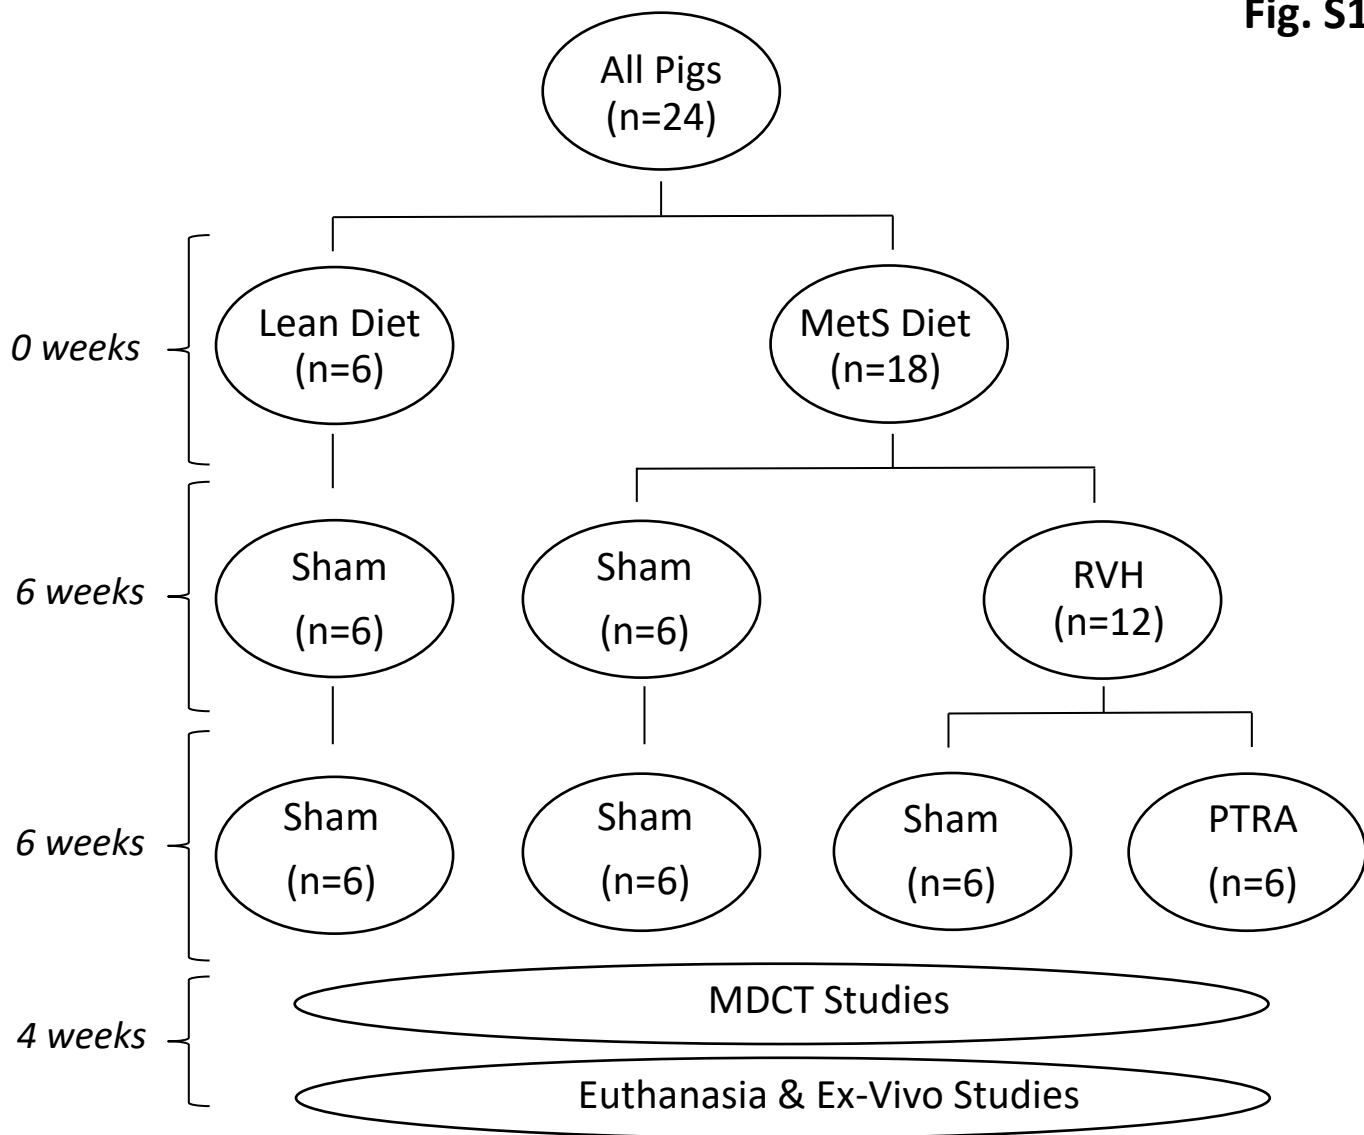 Fig. S1
All Pigs
(n=24)
0 weeks
Lean Diet
(n=6)
MetS Diet
(n=18)
6 weeks
Sham
(n=6)
Sham
(n=6)
RVH
(n=12)
6 weeks
Sham
(n=6)
Sham
(n=6)
Sham
(n=6)
PTRA
(n=6)
4 weeks
MDCT Studies
Euthanasia & Ex-Vivo Studies